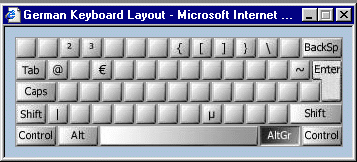 German Keyboard Layout - Microsoft Internet ...
² ³ { [ ] } \ BackSp
Tab @ € ~ Enter
Caps
Shift | µ Shift
Control Alt AltGr Control